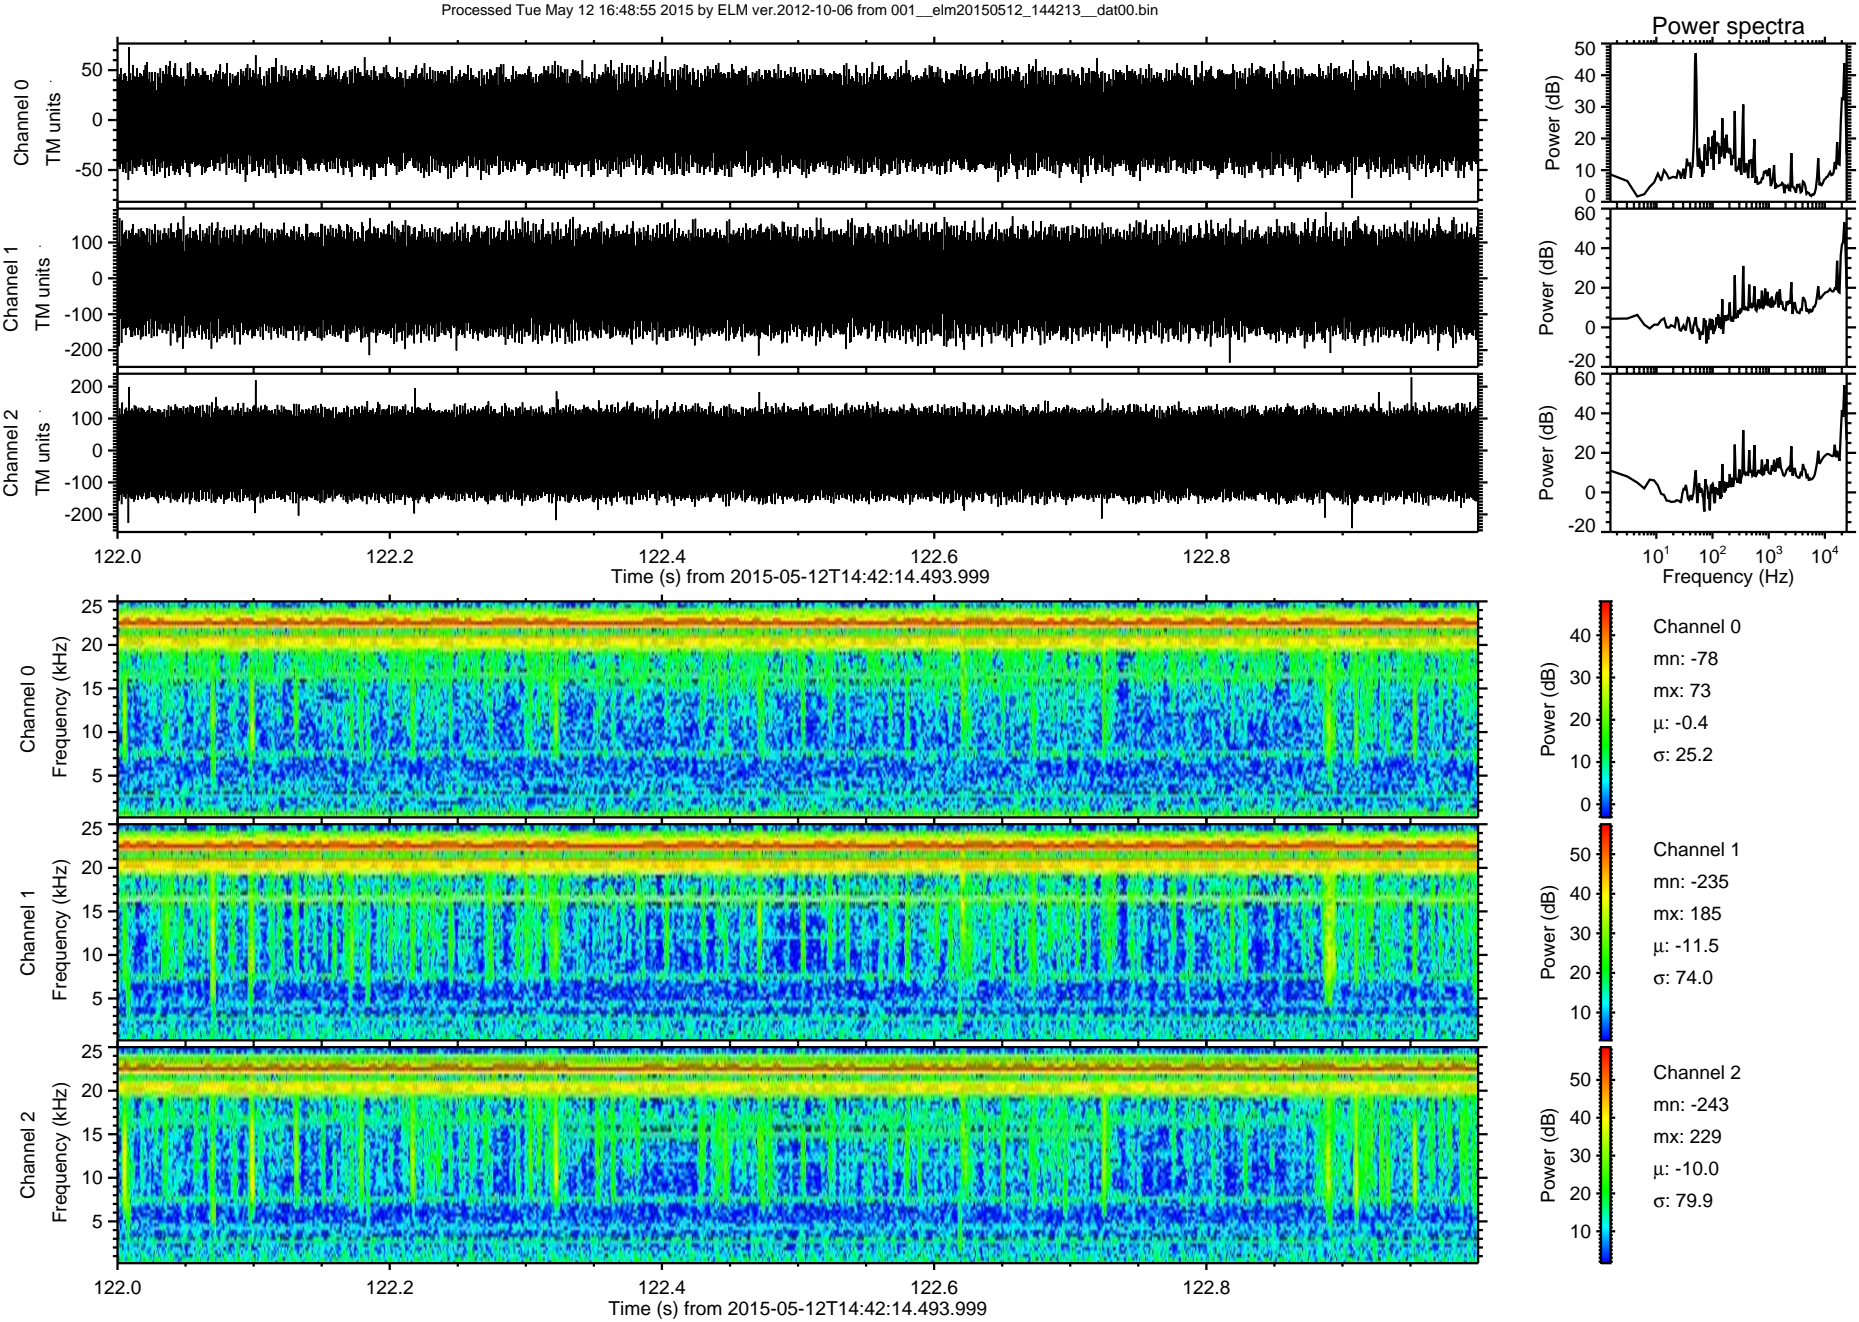 Processed Tue May 12 16:48:55 2015 by ELM ver.2012-10-06 from 001__elm20150512_144213__dat00.bin
Power spectra
Channel 0
TM units
50
0
-50
Power (dB)
50
40
30
20
10
0
Channel 1
TM units
100
0
-100
-200
Power (dB)
60
40
20
0
-20
Channel 2
TM units
200
100
0
-100
-200
Power (dB)
60
40
20
0
-20
122.0 122.2 122.4 122.6 122.8
Time (s) from 2015-05-12T14:42:14.493.999
10^1 10^2 10^3 10^4
Frequency (Hz)
Channel 0
Frequency (kHz)
25
20
15
10
5
Power (dB)
40
30
20
10
0
Channel 0
mn: -78
mx: 73
μ: -0.4
σ: 25.2
Channel 1
Frequency (kHz)
25
20
15
10
5
Power (dB)
50
40
30
20
10
Channel 1
mn: -235
mx: 185
μ: -11.5
σ: 74.0
Channel 2
Frequency (kHz)
25
20
15
10
5
Power (dB)
50
40
30
20
10
Channel 2
mn: -243
mx: 229
μ: -10.0
σ: 79.9
122.0 122.2 122.4 122.6 122.8
Time (s) from 2015-05-12T14:42:14.493.999